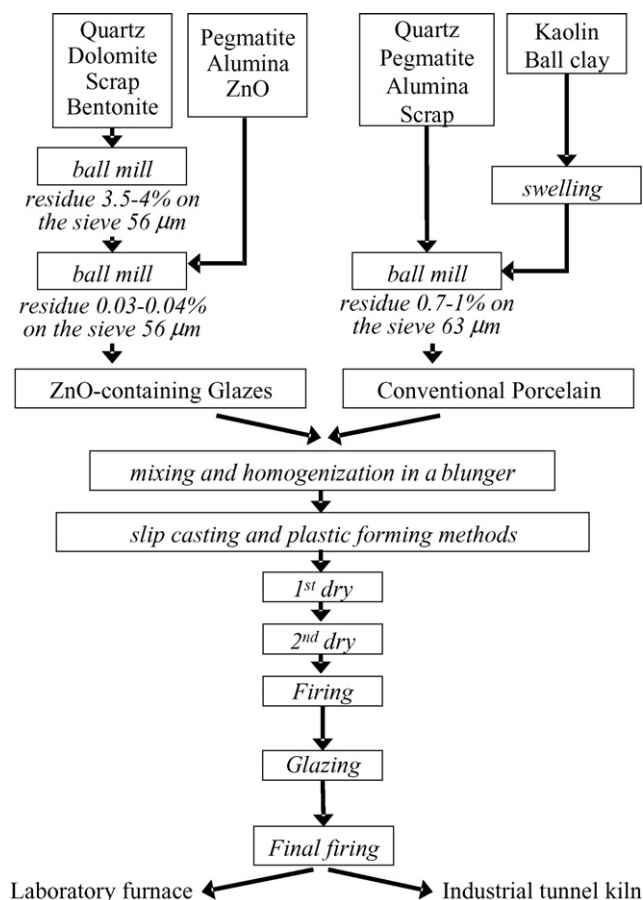 Quartz
Dolomite
Scrap
Bentonite
Pegmatite
Alumina
ZnO
Quartz
Pegmatite
Alumina
Scrap
Kaolin
Ball clay
ball mill
residue 3.5-4% on
the sieve 56 μm
swelling
ball mill
residue 0.03-0.04%
on the sieve 56 μm
ball mill
residue 0.7-1% on
the sieve 63 μm
ZnO-containing Glazes
Conventional Porcelain
mixing and homogenization in a blunger
slip casting and plastic forming methods
1st dry
2nd dry
Firing
Glazing
Final firing
Laboratory furnace
Industrial tunnel kiln